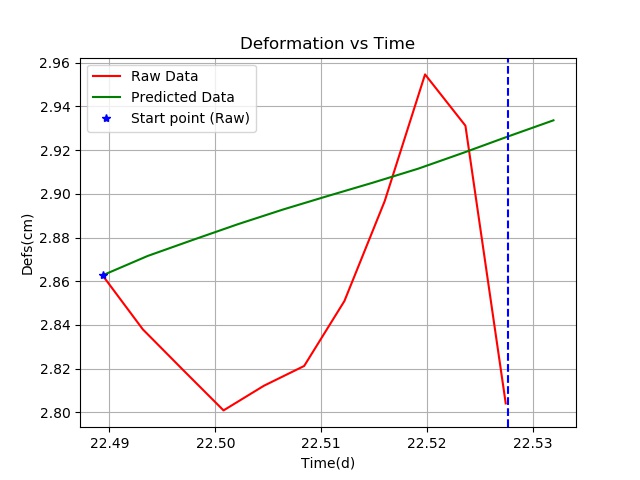 Deformation vs Time
Raw Data
Predicted Data
Start point (Raw)
Defs(cm)
2.96
2.94
2.92
2.90
2.88
2.86
2.84
2.82
2.80
22.49 22.50 22.51 22.52 22.53
Time(d)